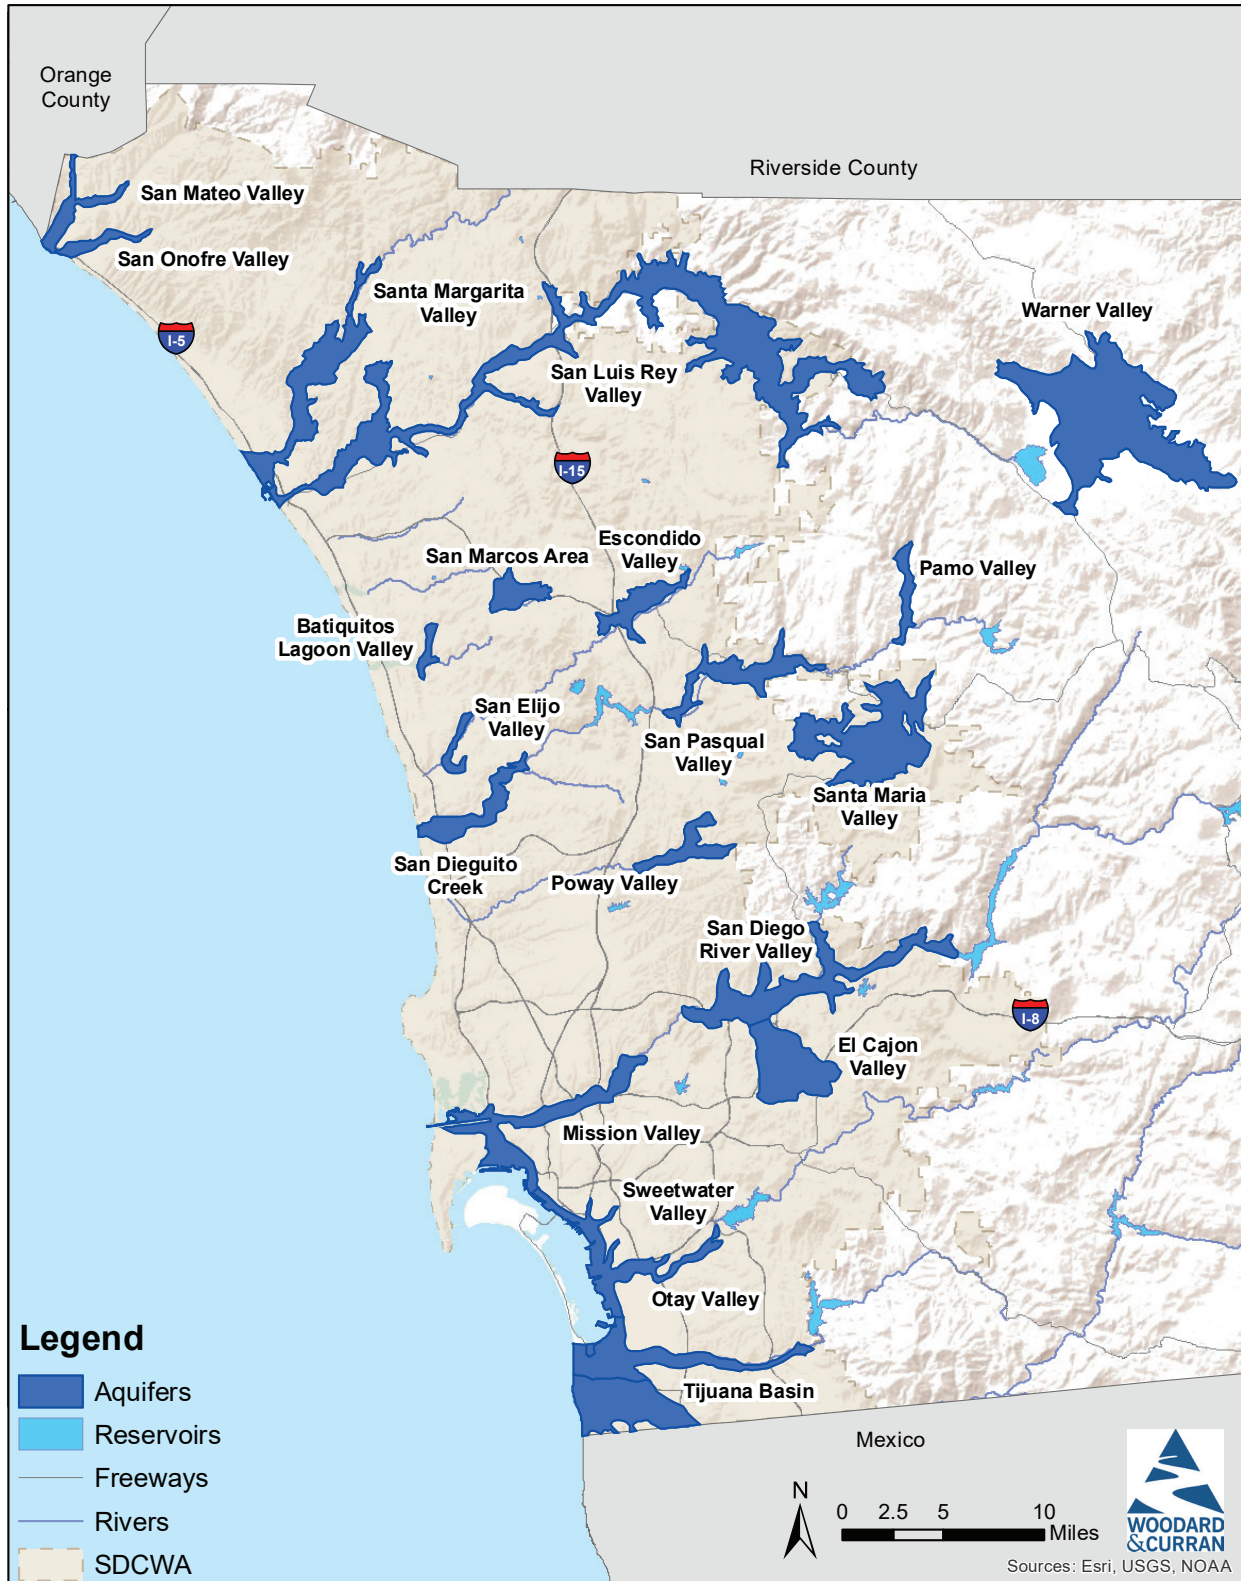 Orange
County
Riverside County
San Mateo Valley
San Onofre Valley
Santa Margarita
Valley
Warner Valley
I-5
San Luis Rey
Valley
I-15
Escondido
Valley
San Marcos Area
Pamo Valley
Batiquitos
Lagoon Valley
San Elijo
Valley
San Pasqual
Valley
Santa Maria
Valley
San Dieguito
Creek
Poway Valley
San Diego
River Valley
I-8
El Cajon
Valley
Mission Valley
Sweetwater
Valley
Otay Valley
Tijuana Basin
Mexico
Legend
Aquifers
Reservoirs
Freeways
Rivers
SDCWA
N
0 2.5 5 10
Miles
WOODARD
&CURRAN
Sources: Esri, USGS, NOAA